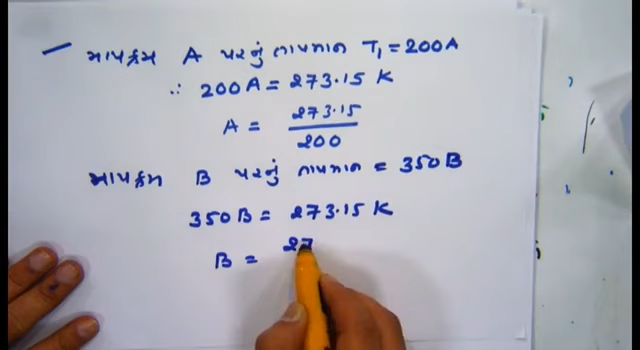 માપક્રમ A પરનું તાપમાન T₁ = 200A
∴ 200A = 273.15 K
A = 273.15
200
માપક્રમ B પરનું તાપમાન = 350B
350B = 273.15 K
B = 27